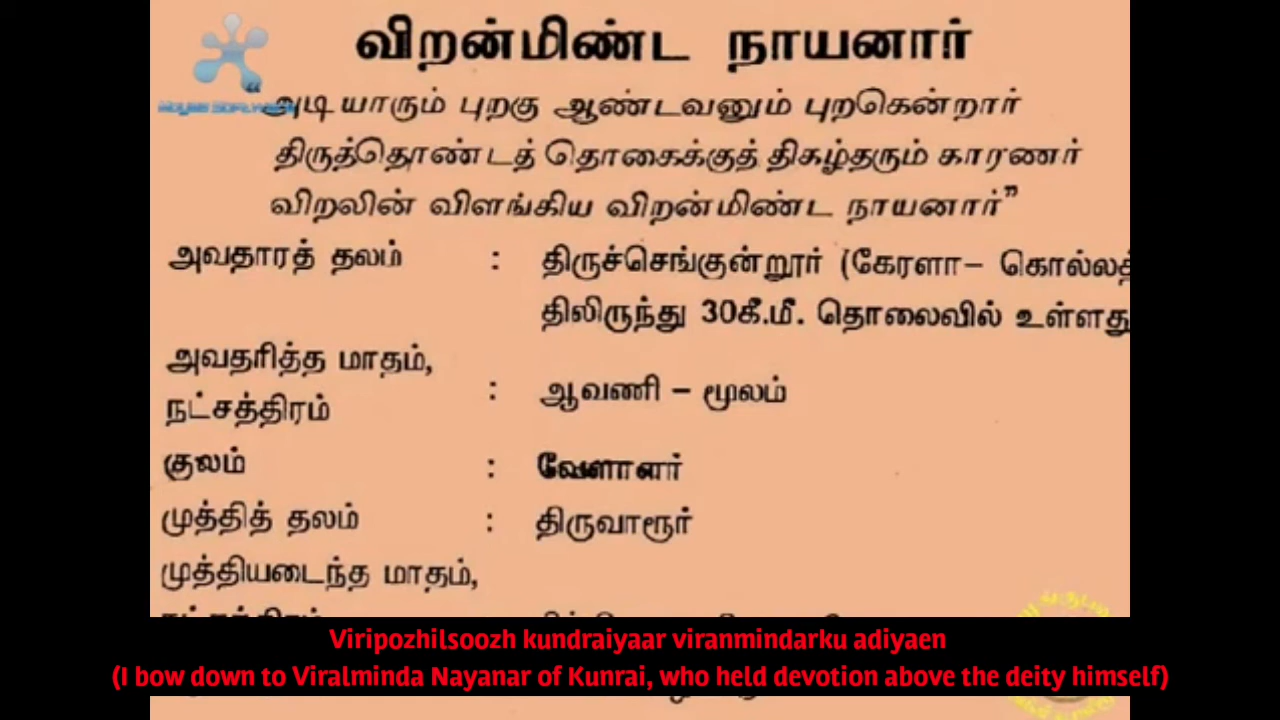 விறன்மிண்ட நாயனார்
“அடியாரும் புறகு ஆண்டவனும் புறகென்றார்
திருத்தொண்டத் தொகைக்குத் திகழ்தரும் காரணர்
விறலின் விளங்கிய விறன்மிண்ட நாயனார்”
அவதாரத் தலம் : திருச்செங்குன்றூர் (கேரளா– கொல்லத்
திலிருந்து 30கீ.மீ. தொலைவில் உள்ளது
அவதரித்த மாதம்,
நட்சத்திரம் : ஆவணி – மூலம்
குலம் : வேளாளர்
முத்தித் தலம் : திருவாரூர்
முத்தியடைந்த மாதம்,
Viripozhilsoozh kundraiyaar viranmindarku adiyaen
(I bow down to Viralminda Nayanar of Kunrai, who held devotion above the deity himself)